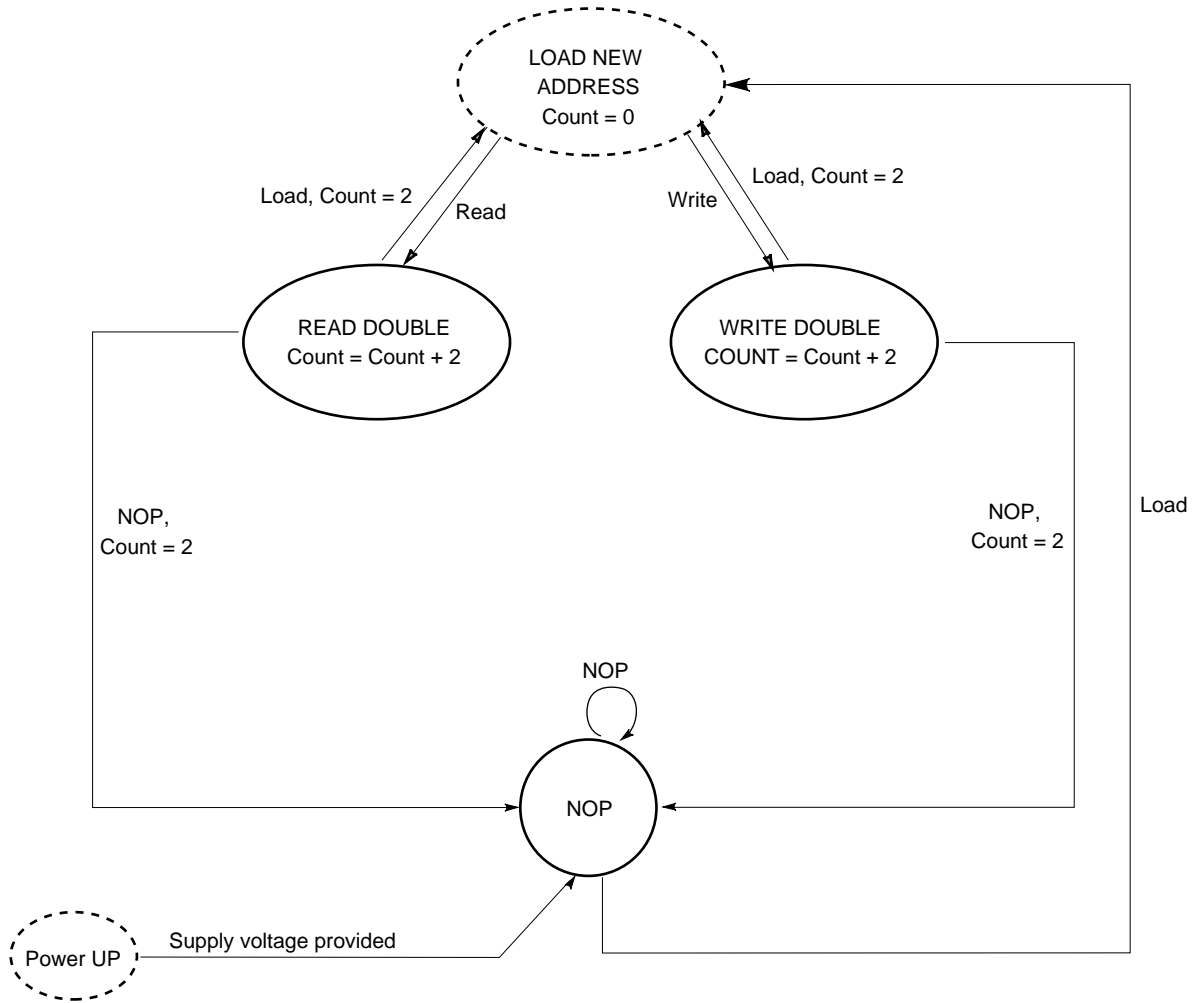 LOAD NEW
ADDRESS
Count = 0
Load, Count = 2
Read
Write
Load, Count = 2
READ DOUBLE
Count = Count + 2
WRITE DOUBLE
COUNT = Count + 2
NOP,
Count = 2
NOP,
Count = 2
Load
NOP
NOP
Supply voltage provided
Power UP